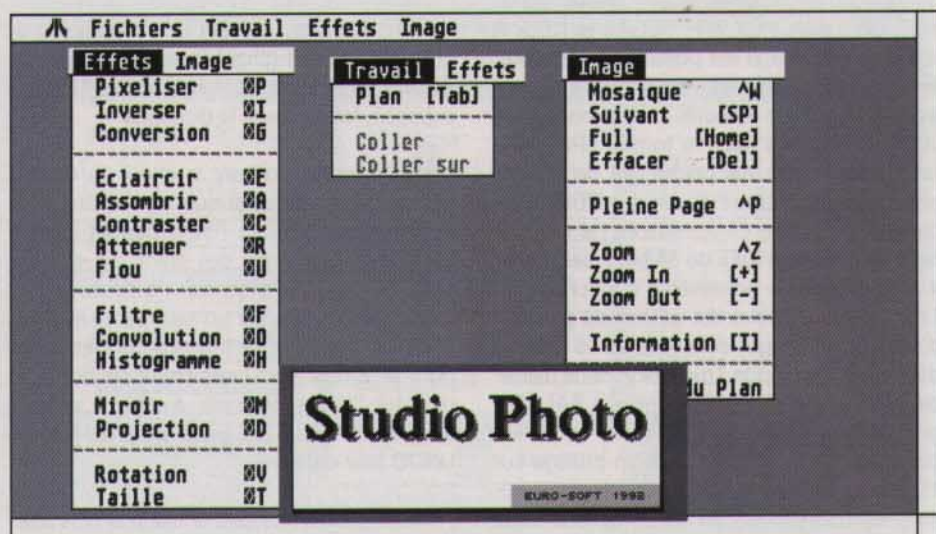 Fichiers Travail Effets Image
Effets Image
Pixeliser P
Inverser I
Conversion G
Eclaircir E
Assombrir A
Contraster C
Attenuer R
Flou U
Filtre F
Convolution O
Histogramme H
Miroir M
Projection D
Rotation V
Taille T
Travail Effets
Plan [Tab]
Coller
Coller sur
Image
Mosaique ^W
Suivant [SP]
Full [Home]
Effacer [Del]
Pleine Page ^P
Zoom ^Z
Zoom In [+]
Zoom Out [-]
Information [I]
du Plan
Studio Photo
EURO-SOFT 1992